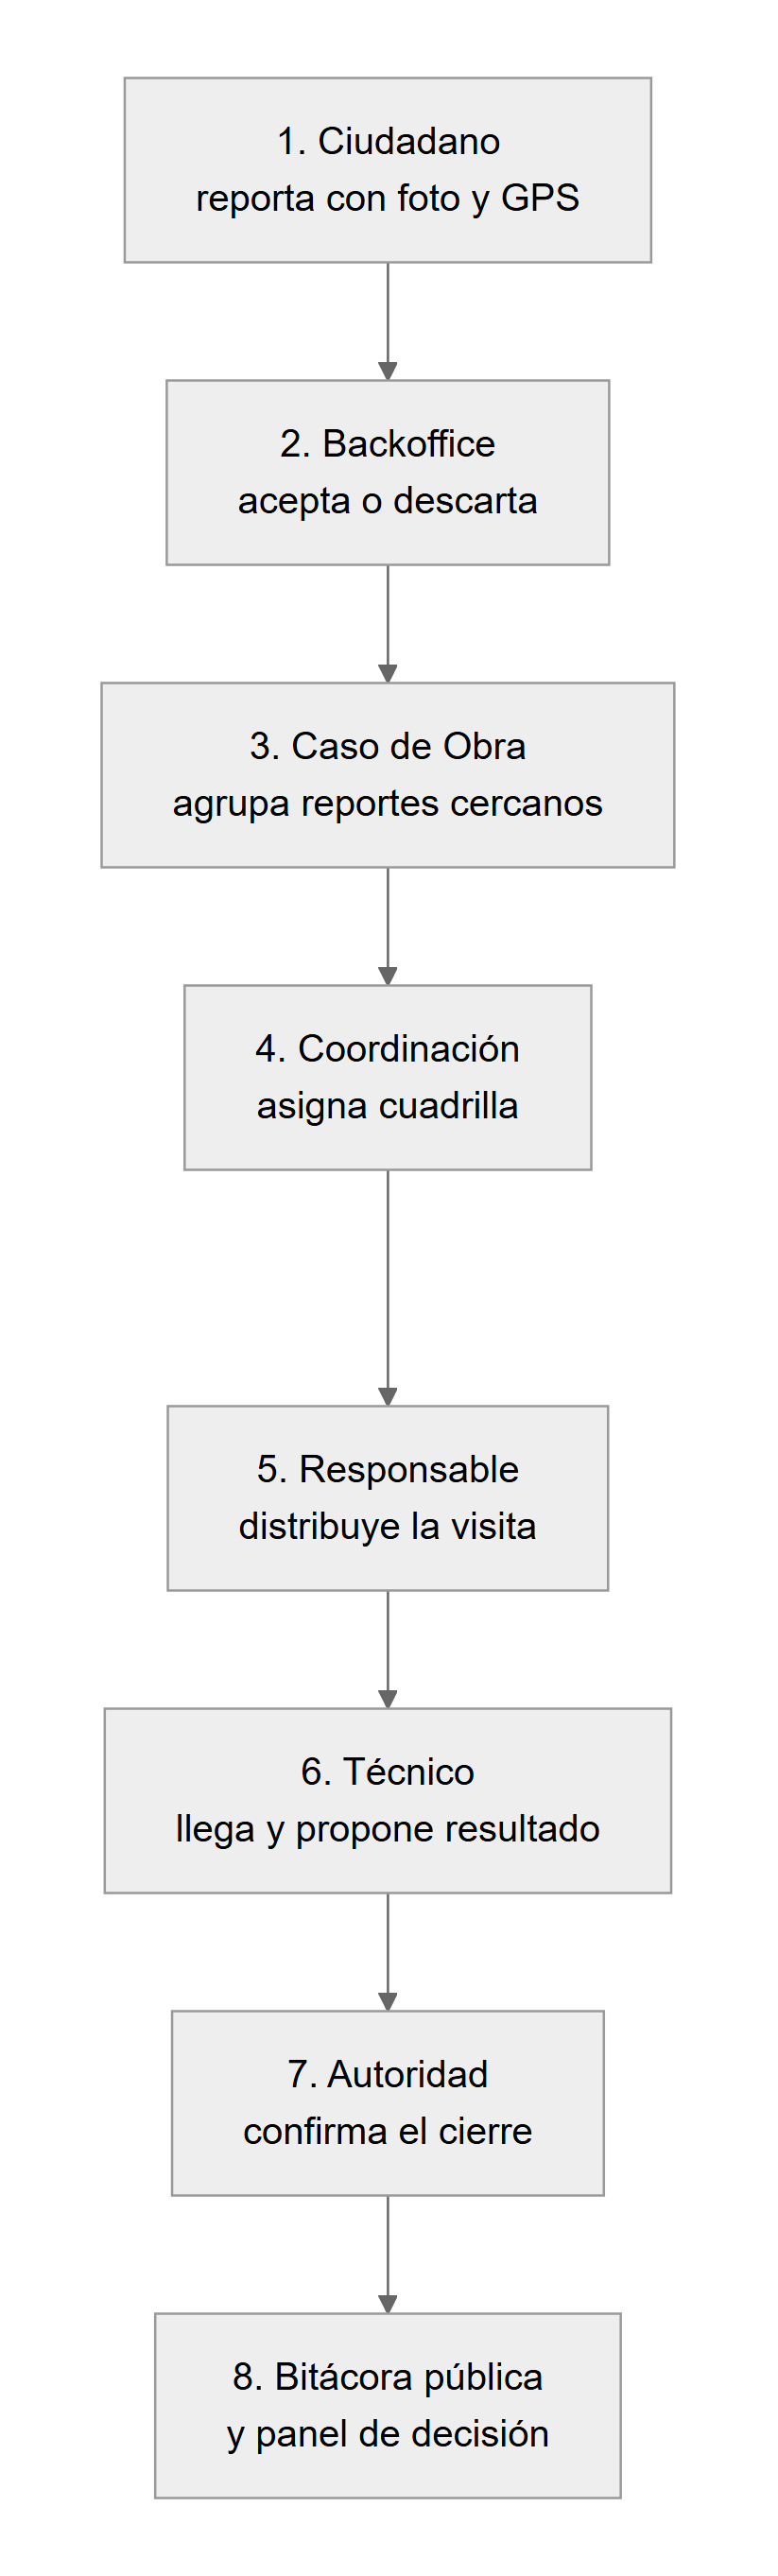 1. Ciudadano
reporta con foto y GPS
2. Backoffice
acepta o descarta
3. Caso de Obra
agrupa reportes cercanos
4. Coordinación
asigna cuadrilla
5. Responsable
distribuye la visita
6. Técnico
llega y propone resultado
7. Autoridad
confirma el cierre
8. Bitácora pública
y panel de decisión